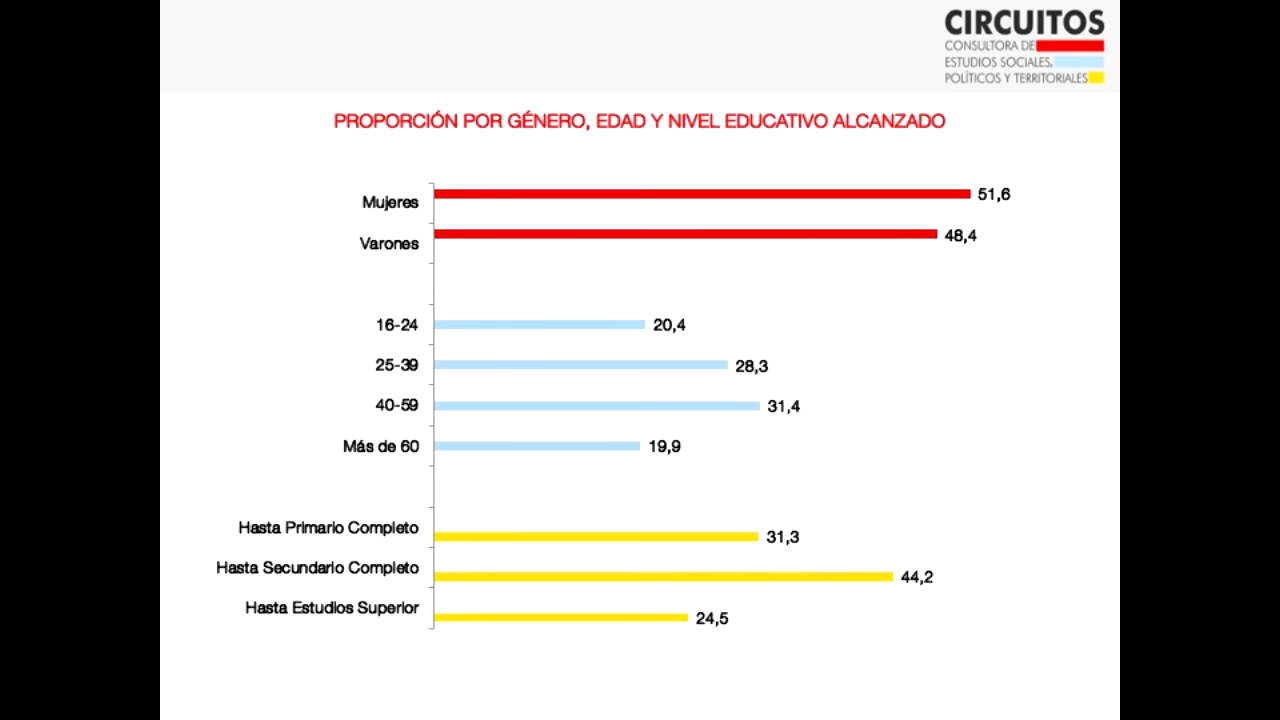 CIRCUITOS
CONSULTORA DE
ESTUDIOS SOCIALES,
POLÍTICOS Y TERRITORIALES
PROPORCIÓN POR GÉNERO, EDAD Y NIVEL EDUCATIVO ALCANZADO
Mujeres 51,6
Varones 48,4
16-24 20,4
25-39 28,3
40-59 31,4
Más de 60 19,9
Hasta Primario Completo 31,3
Hasta Secundario Completo 44,2
Hasta Estudios Superior 24,5